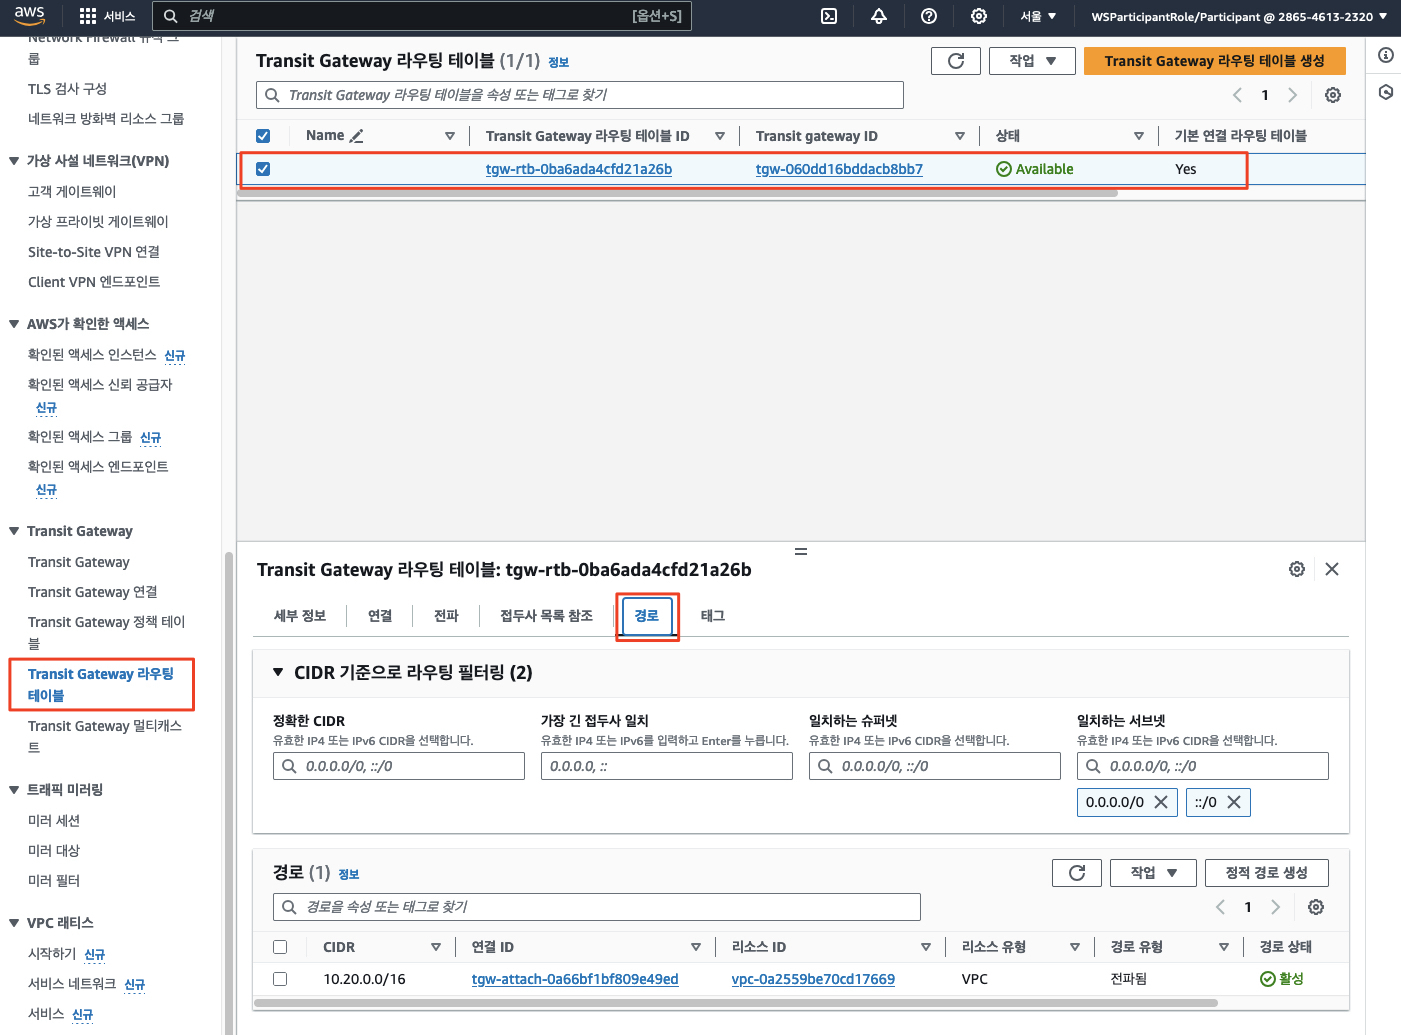 aws
서비스
검색
[옵션+S]
서울
WSParticipantRole/Participant @ 2865-4613-2320
Network Firewall 규칙 그
룹
TLS 검사 구성
네트워크 방화벽 리소스 그룹
가상 사설 네트워크(VPN)
고객 게이트웨이
가상 프라이빗 게이트웨이
Site-to-Site VPN 연결
Client VPN 엔드포인트
AWS가 확인한 액세스
확인된 액세스 인스턴스 신규
확인된 액세스 신뢰 공급자
신규
확인된 액세스 그룹 신규
확인된 액세스 엔드포인트
신규
Transit Gateway
Transit Gateway
Transit Gateway 연결
Transit Gateway 정책 테이
블
Transit Gateway 라우팅
테이블
Transit Gateway 멀티캐스
트
트래픽 미러링
미러 세션
미러 대상
미러 필터
VPC 래티스
시작하기 신규
서비스 네트워크 신규
서비스 신규
Transit Gateway 라우팅 테이블 (1/1) 정보
작업
Transit Gateway 라우팅 테이블 생성
Transit Gateway 라우팅 테이블을 속성 또는 태그로 찾기
1
Name
Transit Gateway 라우팅 테이블 ID
Transit gateway ID
상태
기본 연결 라우팅 테이블
tgw-rtb-0ba6ada4cfd21a26b
tgw-060dd16bddacb8bb7
Available
Yes
Transit Gateway 라우팅 테이블: tgw-rtb-0ba6ada4cfd21a26b
세부 정보
연결
전파
접두사 목록 참조
경로
태그
CIDR 기준으로 라우팅 필터링 (2)
정확한 CIDR
유효한 IP4 또는 IPv6 CIDR을 선택합니다.
0.0.0.0/0, ::/0
가장 긴 접두사 일치
유효한 IP4 또는 IPv6를 입력하고 Enter를 누릅니다.
0.0.0.0, ::
일치하는 슈퍼넷
유효한 IP4 또는 IPv6 CIDR을 선택합니다.
0.0.0.0/0, ::/0
일치하는 서브넷
유효한 IP4 또는 IPv6 CIDR을 선택합니다.
0.0.0.0/0, ::/0
0.0.0.0/0
::/0
경로 (1) 정보
작업
정적 경로 생성
경로을 속성 또는 태그로 찾기
1
CIDR
연결 ID
리소스 ID
리소스 유형
경로 유형
경로 상태
10.20.0.0/16
tgw-attach-0a66bf1bf809e49ed
vpc-0a2559be70cd17669
VPC
전파됨
활성